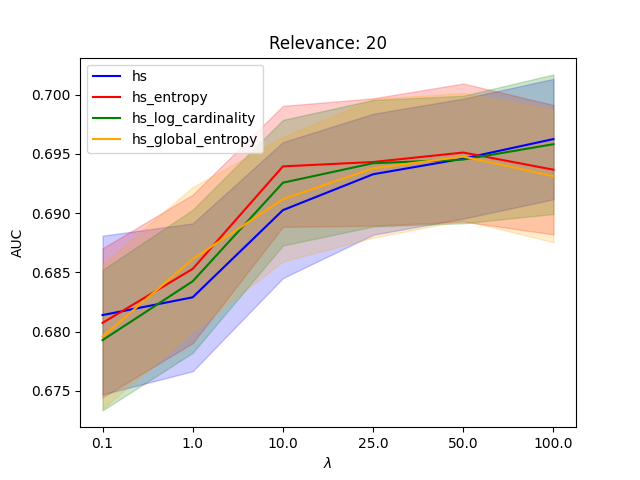 Relevance: 20
hs
hs_entropy
hs_log_cardinality
hs_global_entropy
AUC
0.700
0.695
0.690
0.685
0.680
0.675
0.1 1.0 10.0 25.0 50.0 100.0
λ